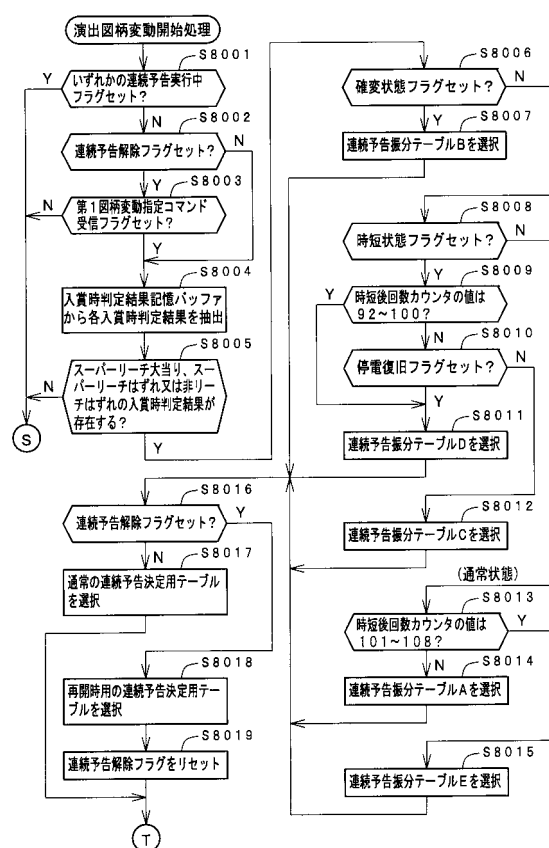 演出図柄変動開始処理
S8001
いずれかの連続予告実行中
フラグセット？
Y
N
S8002
連続予告解除フラグセット？
N
Y
S8003
第１図柄変動指定コマンド
受信フラグセット？
N
Y
S8004
入賞時判定結果記憶バッファ
から各入賞時判定結果を抽出
S8005
スーパーリーチ大当り、スー
パーリーチはずれ又は非リー
チはずれの入賞時判定結果が
存在する？
N
Y
S
S8006
確変状態フラグセット？
N
Y
S8007
連続予告振分テーブルＢを選択
S8008
時短状態フラグセット？
N
Y
S8009
時短後回数カウンタの値は
９２～１００？
Y
N
S8010
停電復旧フラグセット？
N
Y
S8011
連続予告振分テーブルＤを選択
S8012
連続予告振分テーブルＣを選択
(通常状態)
S8013
時短後回数カウンタの値は
１０１～１０８？
Y
N
S8014
連続予告振分テーブルＡを選択
S8015
連続予告振分テーブルＥを選択
S8016
連続予告解除フラグセット？
Y
N
S8017
通常の連続予告決定用テーブル
を選択
S8018
再開時用の連続予告決定用テー
ブルを選択
S8019
連続予告解除フラグをリセット
T